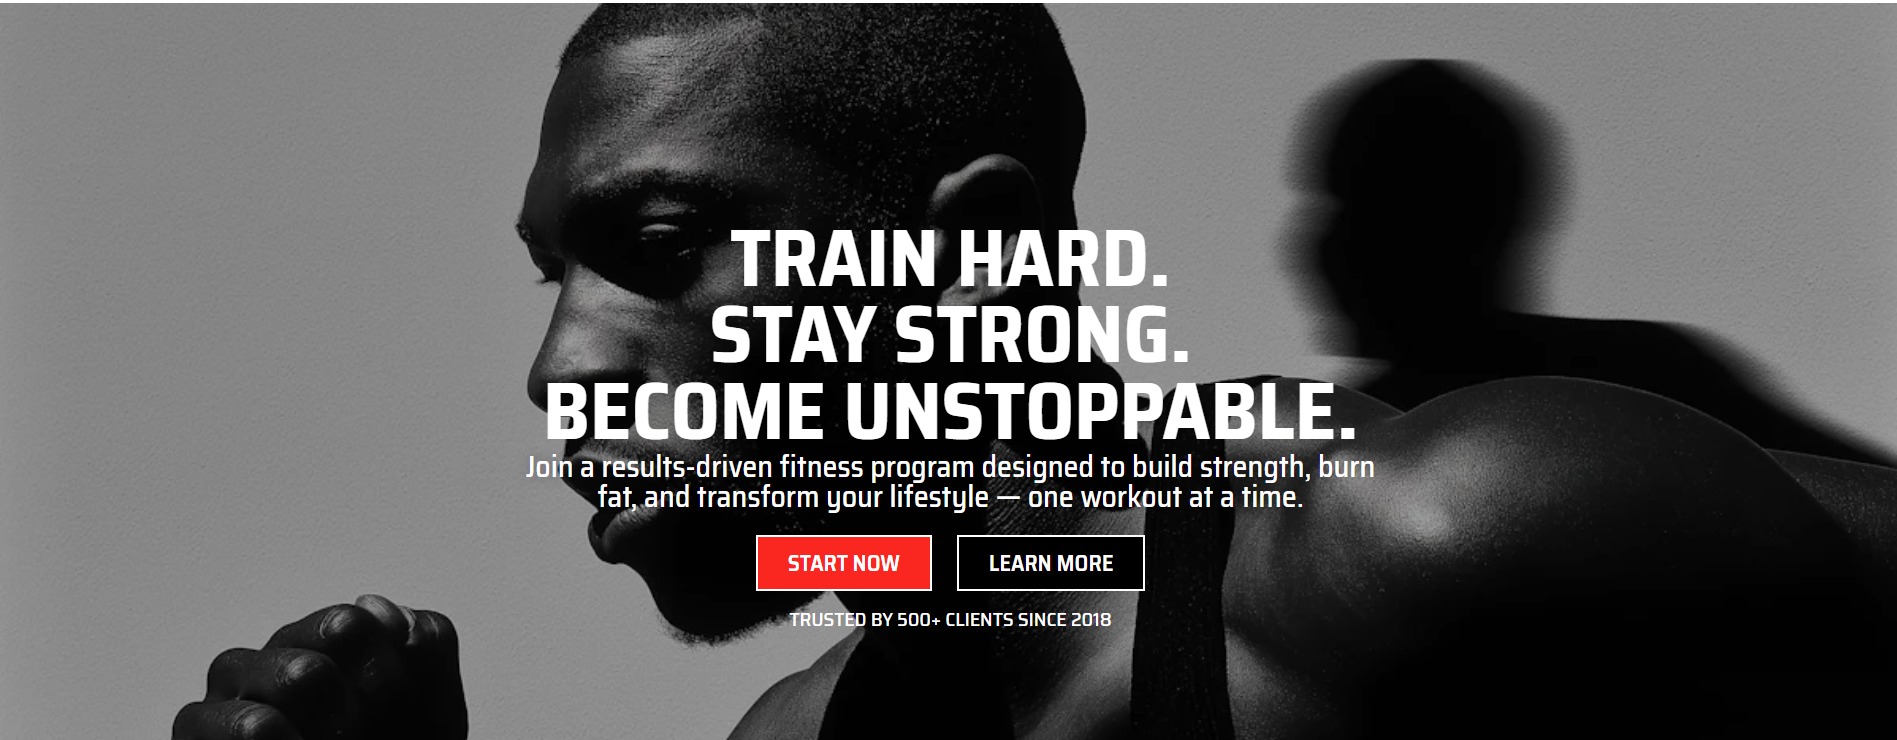 TRAIN HARD.
STAY STRONG.
BECOME UNSTOPPABLE.
Join a results-driven fitness program designed to build strength, burn
fat, and transform your lifestyle — one workout at a time.
START NOW
LEARN MORE
TRUSTED BY 500+ CLIENTS SINCE 2018